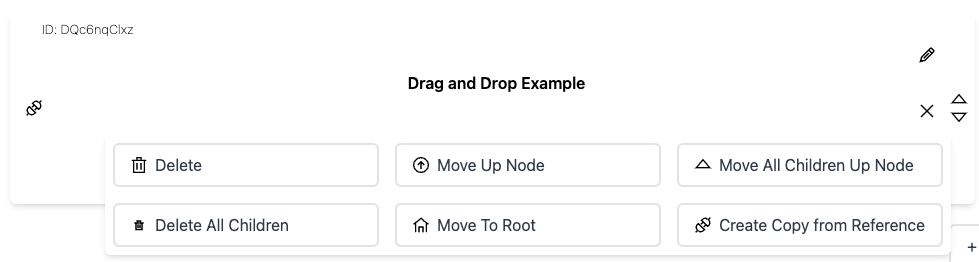 ID: DQc6nqClxz
Drag and Drop Example
Delete
Move Up Node
Move All Children Up Node
Delete All Children
Move To Root
Create Copy from Reference
+